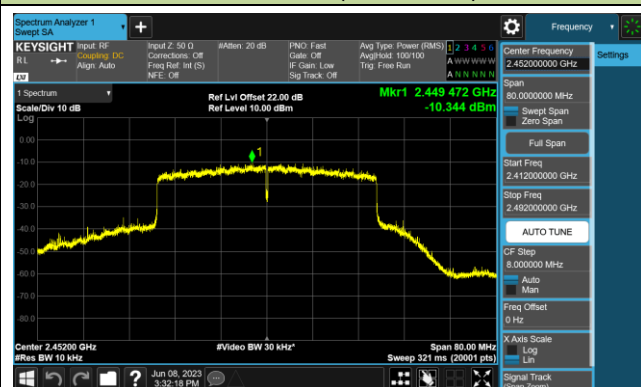 Spectrum Analyzer 1
Swept SA
Frequency
KEYSIGHT
RL
LXI
Input: RF
Coupling: DC
Align: Auto
Input Z: 50 Ω
Corrections: Off
Freq Ref: Int (S)
NFE: Off
#Atten: 20 dB
PNO: Fast
Gate: Off
IF Gain: Low
Sig Track: Off
Avg Type: Power (RMS)
Avg|Hold: 100/100
Trig: Free Run
1 2 3 4 5 6
A W W W W W
A N N N N N
1 Spectrum
Scale/Div 10 dB
Log
Ref Lvl Offset 22.00 dB
Ref Level 10.00 dBm
Mkr1 2.449 472 GHz
-10.344 dBm
1
0.00
-10.0
-20.0
-30.0
-40.0
-50.0
-60.0
-70.0
-80.0
Center 2.45200 GHz
#Res BW 10 kHz
#Video BW 30 kHz*
Span 80.00 MHz
Sweep 321 ms (20001 pts)
Jun 08, 2023
3:32:18 PM
Center Frequency
2.452000000 GHz
Settings
Span
80.0000000 MHz
Swept Span
Zero Span
Full Span
Start Freq
2.412000000 GHz
Stop Freq
2.492000000 GHz
AUTO TUNE
CF Step
8.000000 MHz
Auto
Man
Freq Offset
0 Hz
X Axis Scale
Log
Lin
Signal Track
(Span Zoom)